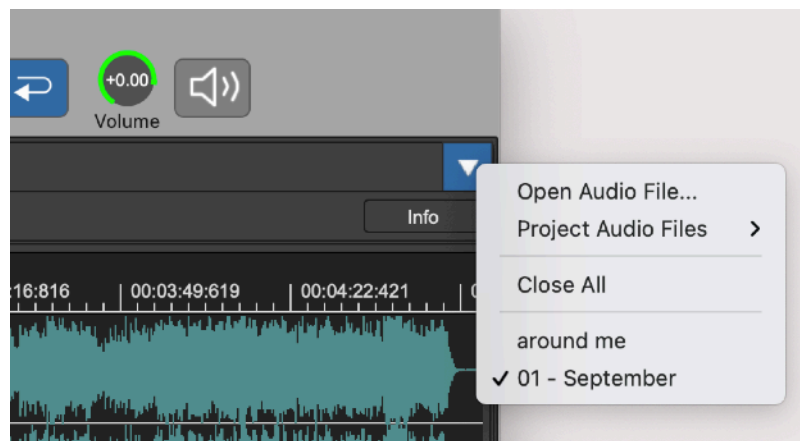 +0.00
Volume
Open Audio File...
Info
Project Audio Files
:16:816 00:03:49:619 00:04:22:421
Close All
around me
01 - September